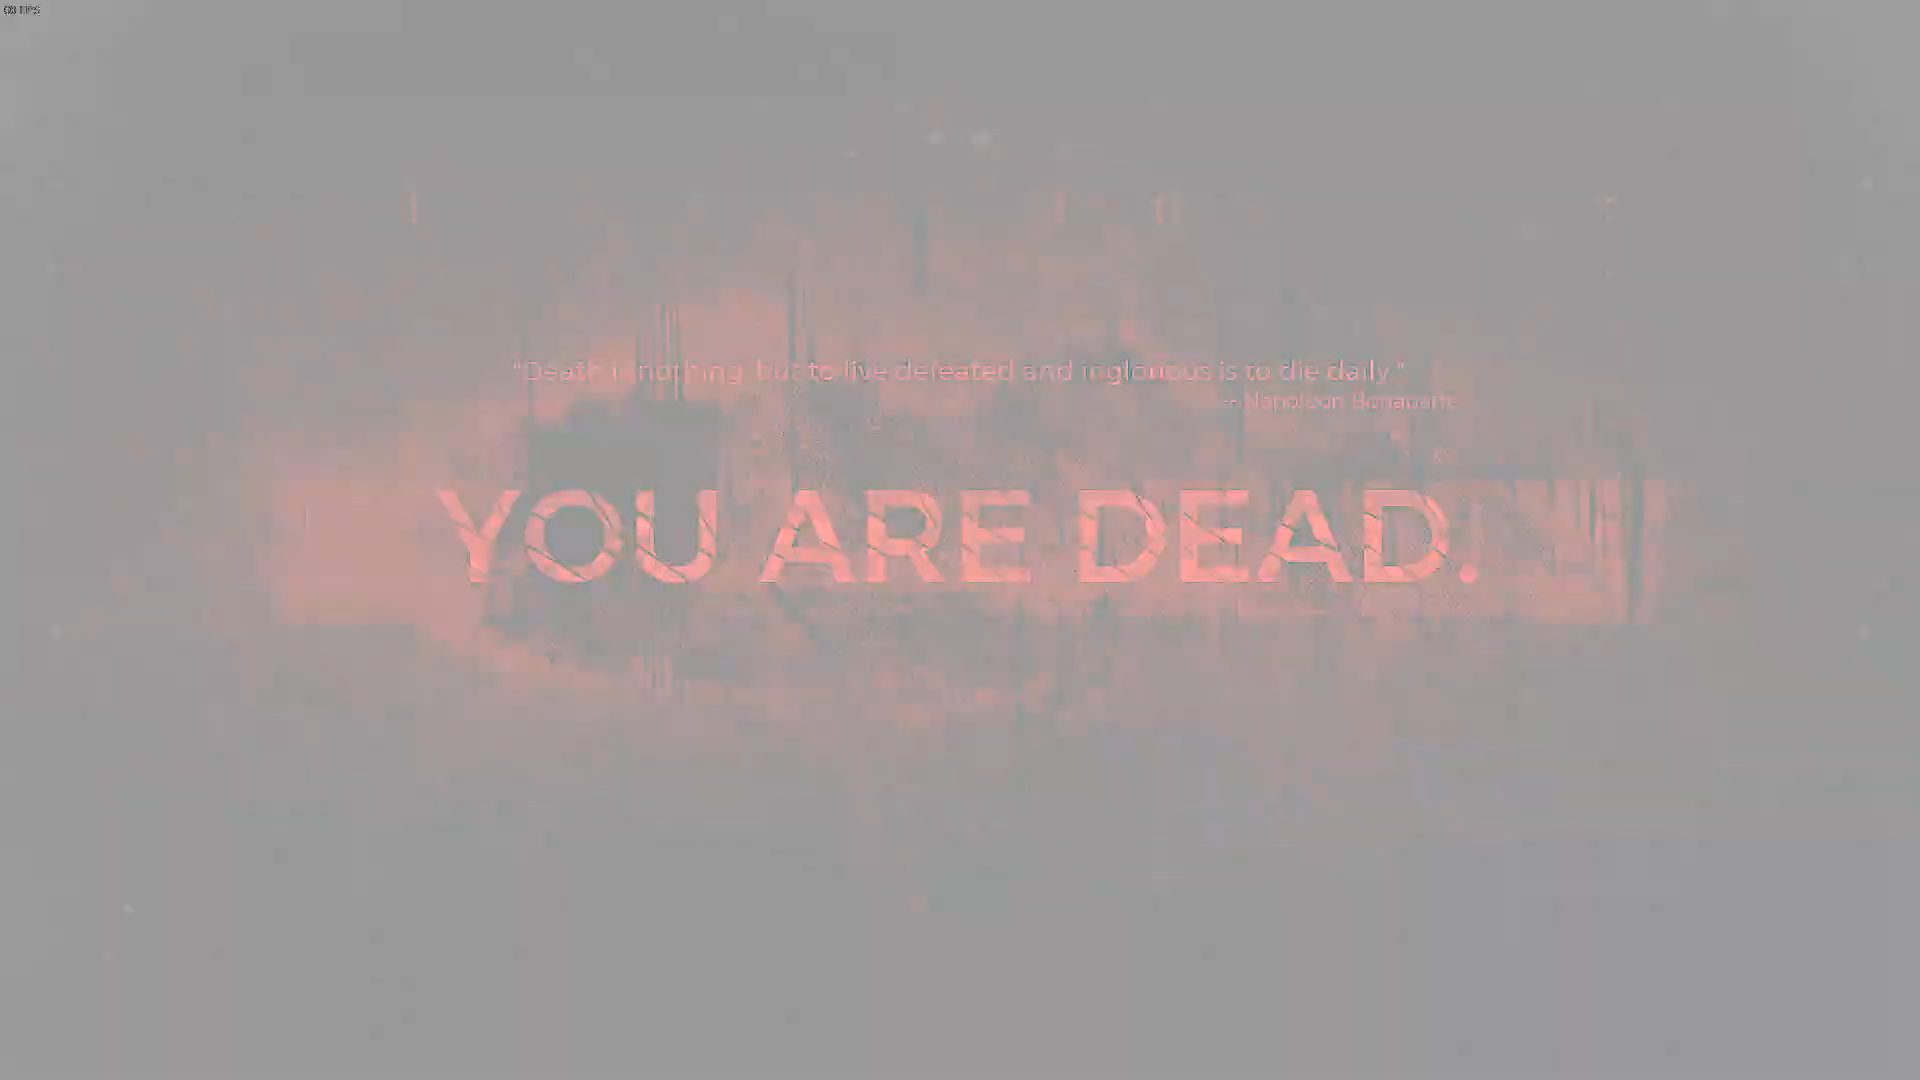 "Death is nothing, but to live defeated and inglorious is to die daily."
- Napoleon Bonaparte
YOU ARE DEAD.